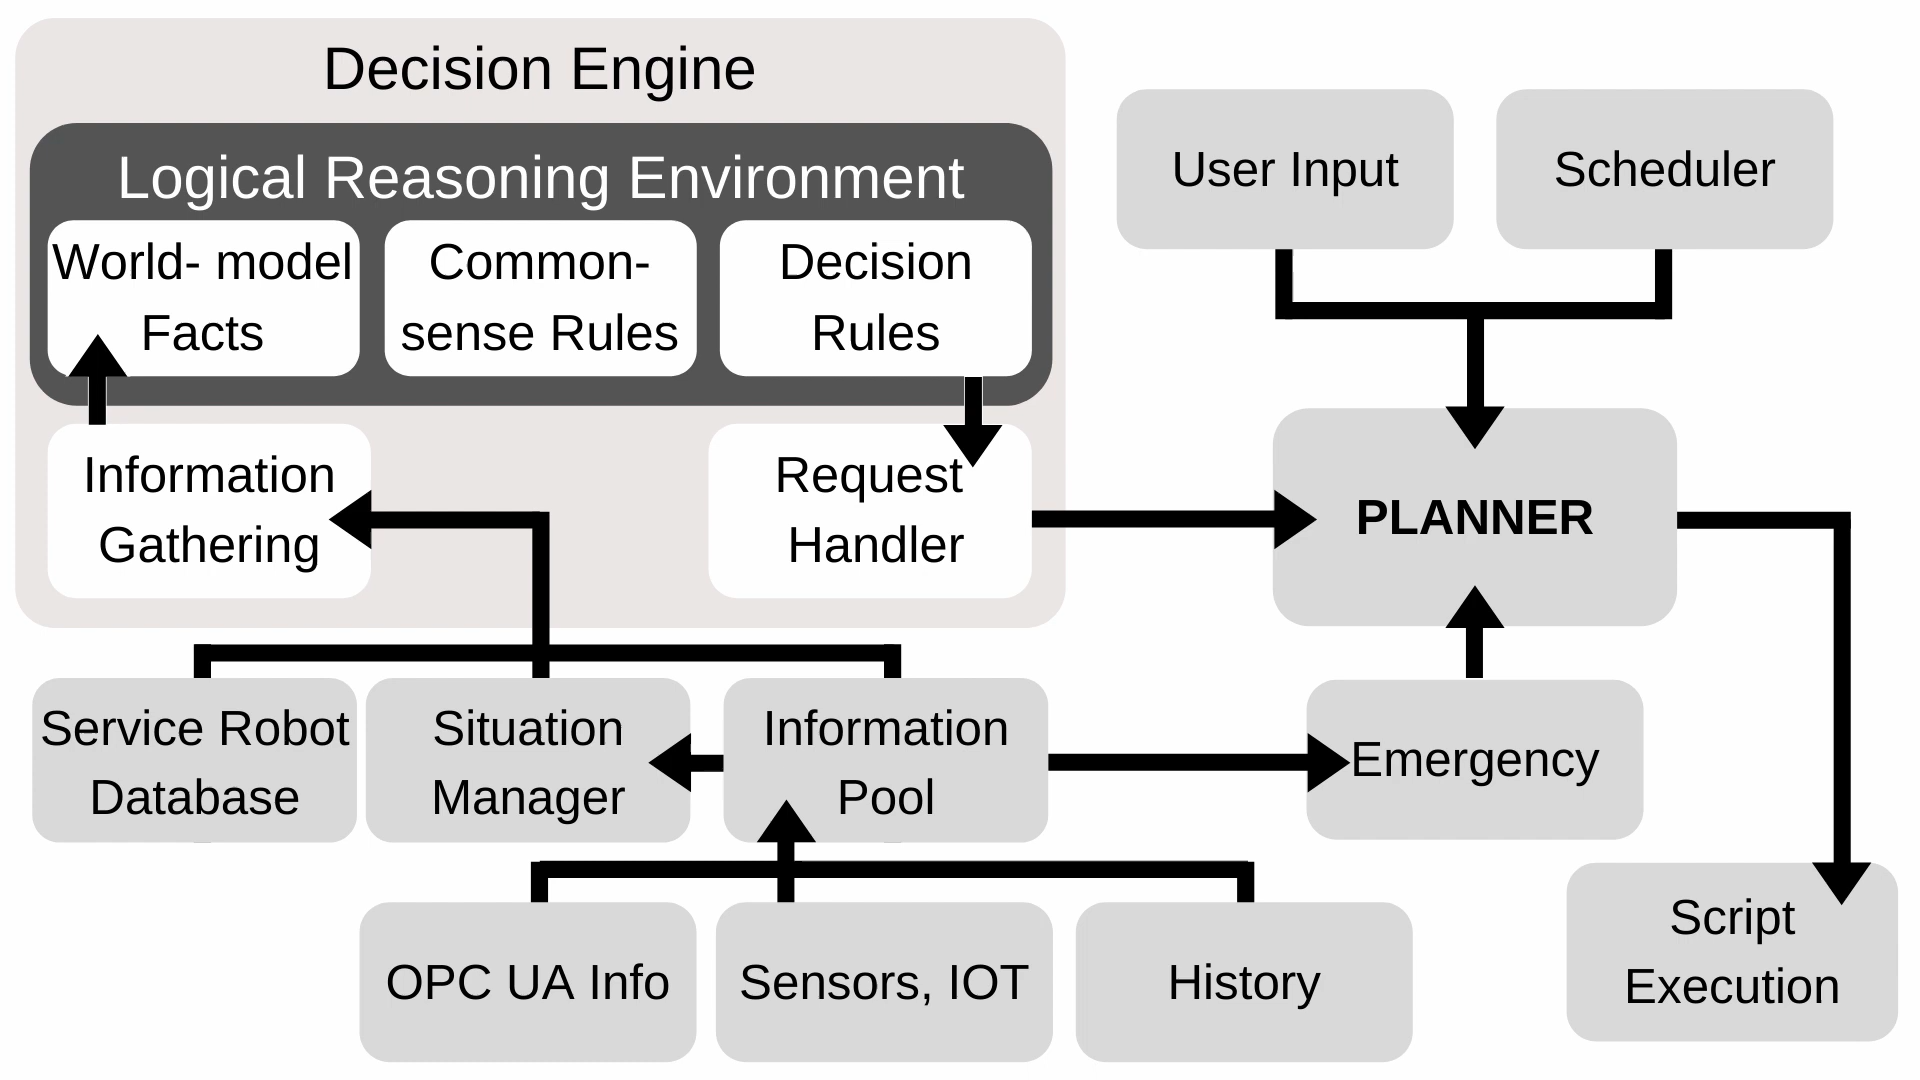 Decision Engine
Logical Reasoning Environment
World- model
Facts
Common-
sense Rules
Decision
Rules
Information
Gathering
Request
Handler
User Input
Scheduler
PLANNER
Service Robot
Database
Situation
Manager
Information
Pool
Emergency
OPC UA Info
Sensors, IOT
History
Script
Execution